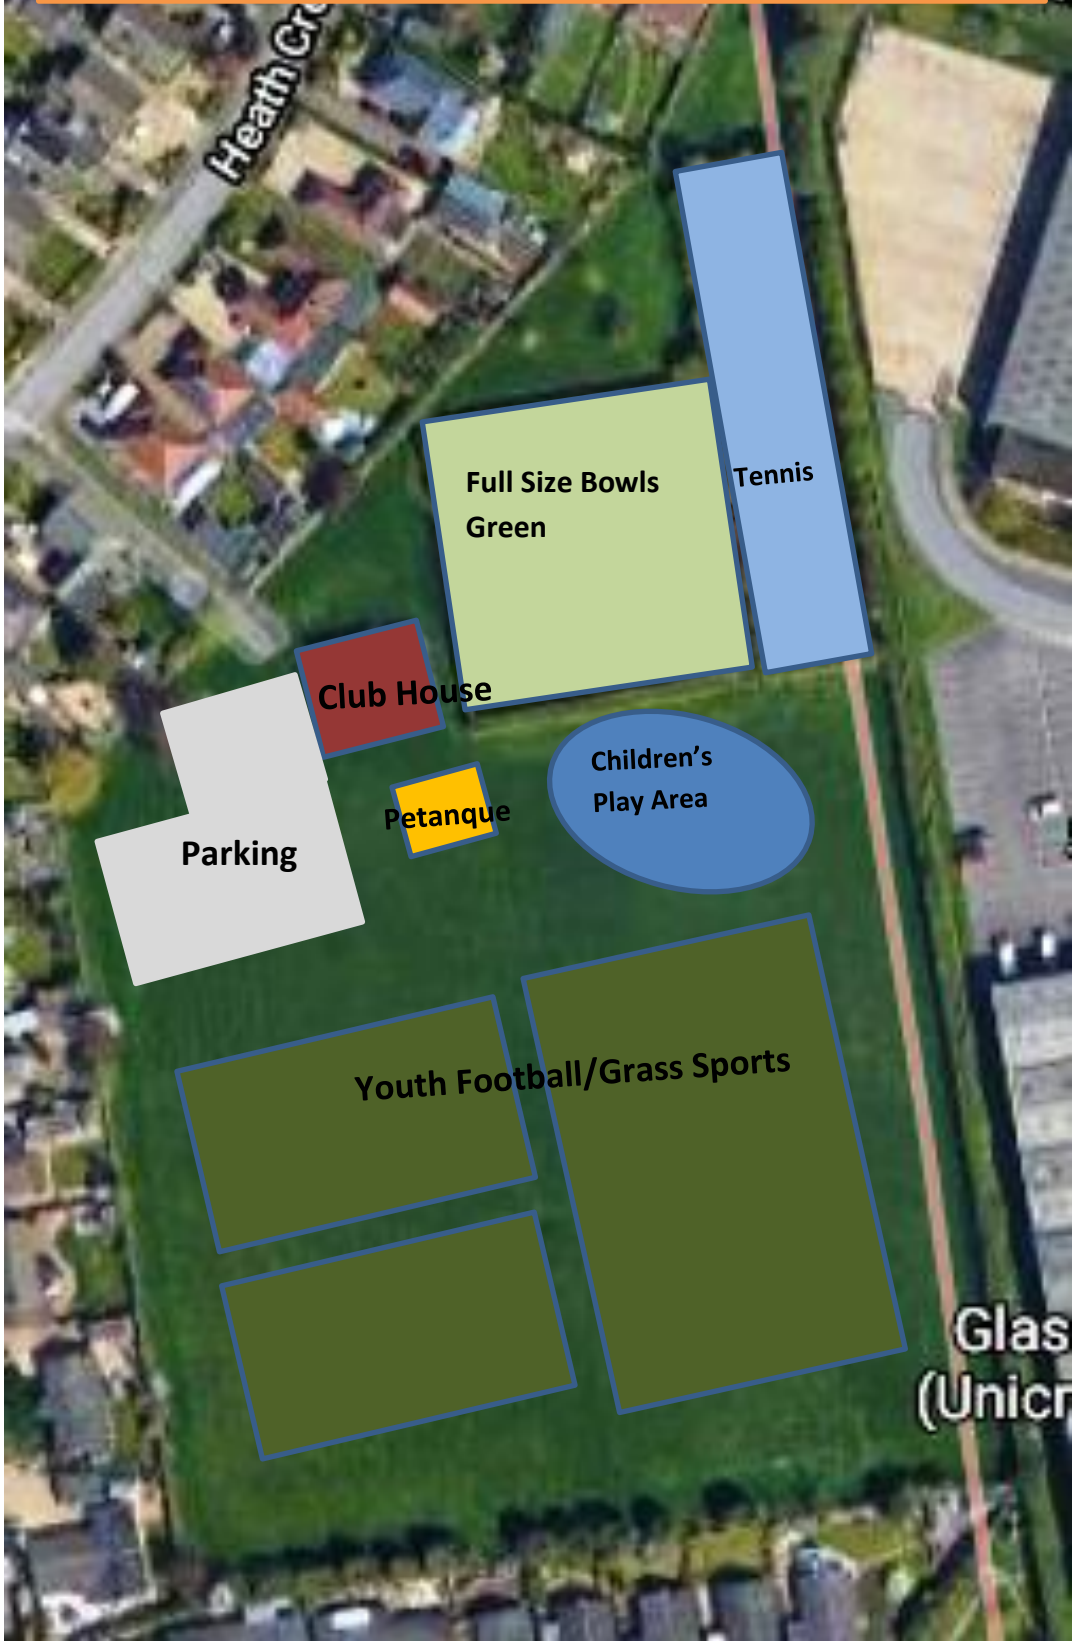 Heath Cre
Full Size Bowls
Green
Tennis
Club House
Children's
Play Area
Petanque
Parking
Youth Football/Grass Sports
Glas
(Unicr